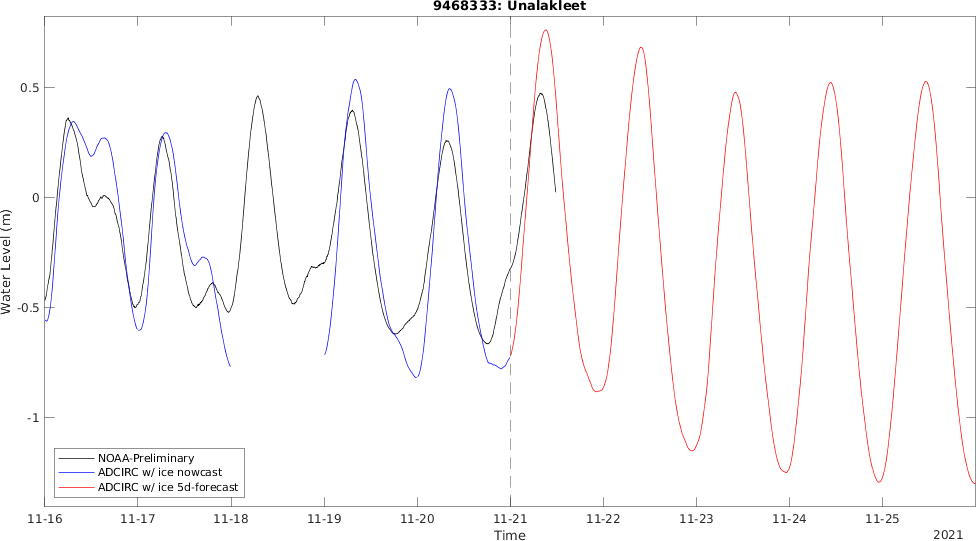 9468333: Unalakleet
0.5
0
-0.5
-1
Water Level (m)
NOAA-Preliminary
ADCIRC w/ ice nowcast
ADCIRC w/ ice 5d-forecast
11-16 11-17 11-18 11-19 11-20 11-21 11-22 11-23 11-24 11-25
Time
2021